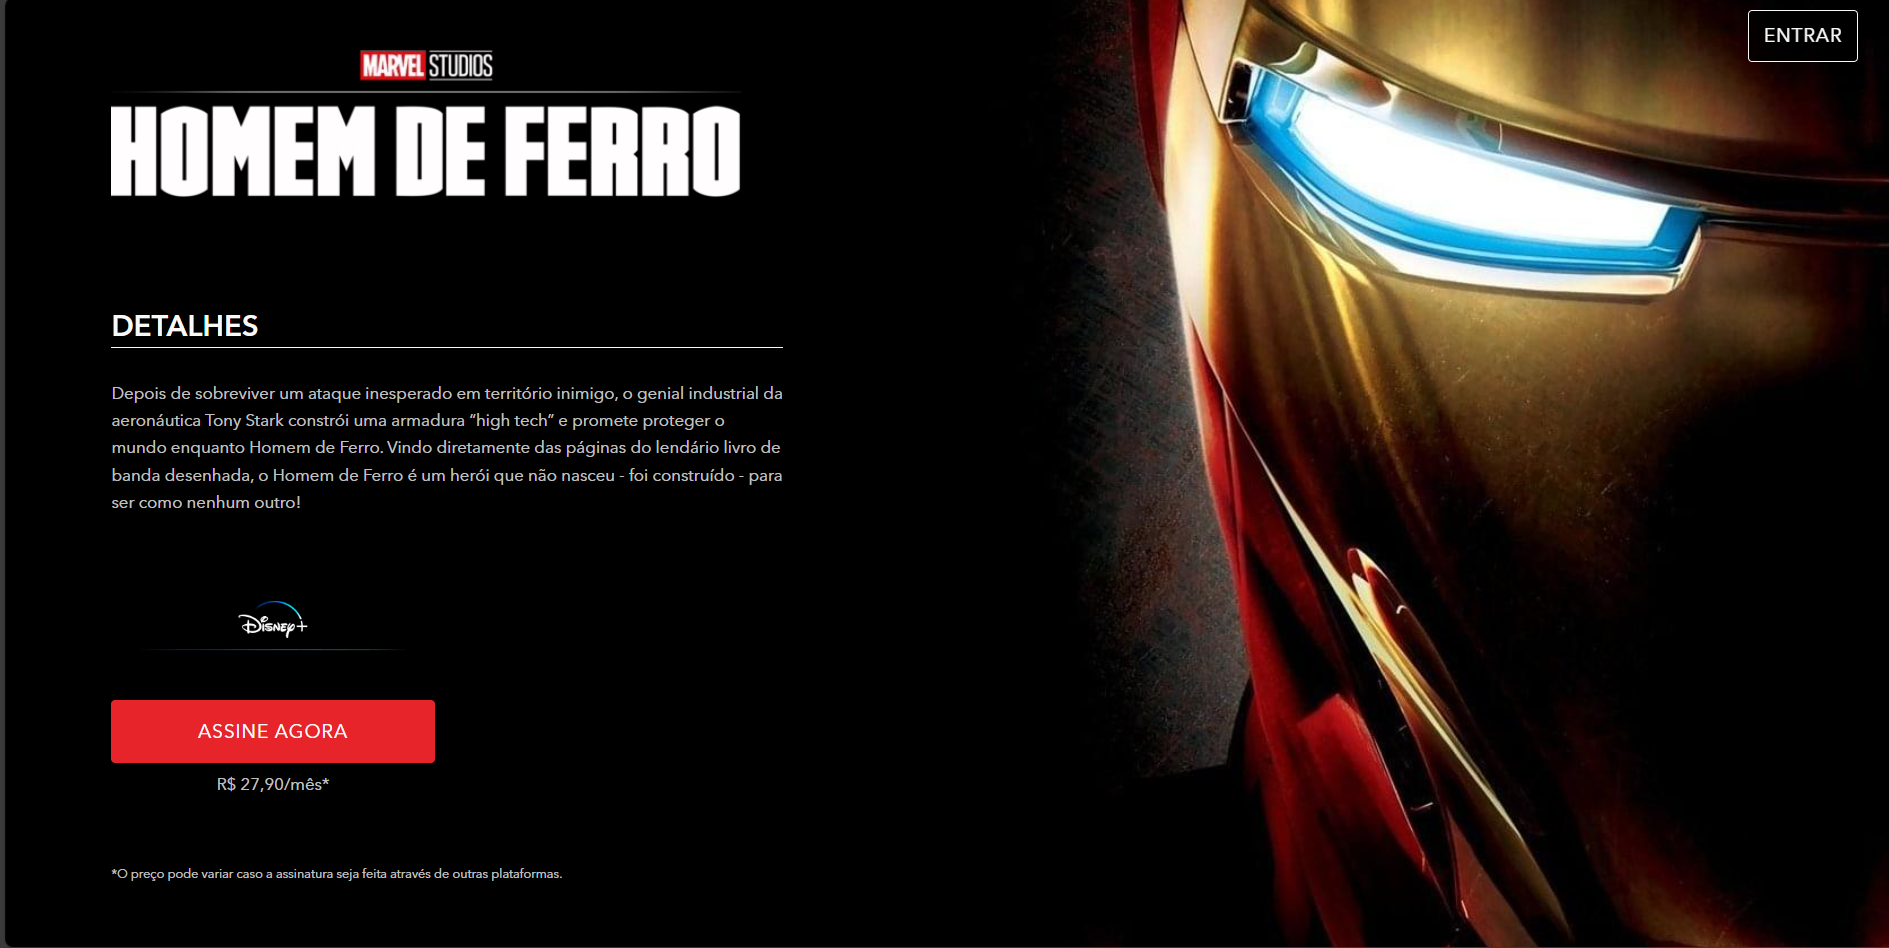 ENTRAR
MARVEL STUDIOS
HOMEM DE FERRO
DETALHES
Depois de sobreviver um ataque inesperado em território inimigo, o genial industrial da
aeronáutica Tony Stark constrói uma armadura “high tech” e promete proteger o
mundo enquanto Homem de Ferro. Vindo diretamente das páginas do lendário livro de
banda desenhada, o Homem de Ferro é um herói que não nasceu - foi construído - para
ser como nenhum outro!
Disney+
ASSINE AGORA
R$ 27,90/mês*
*O preço pode variar caso a assinatura seja feita através de outras plataformas.